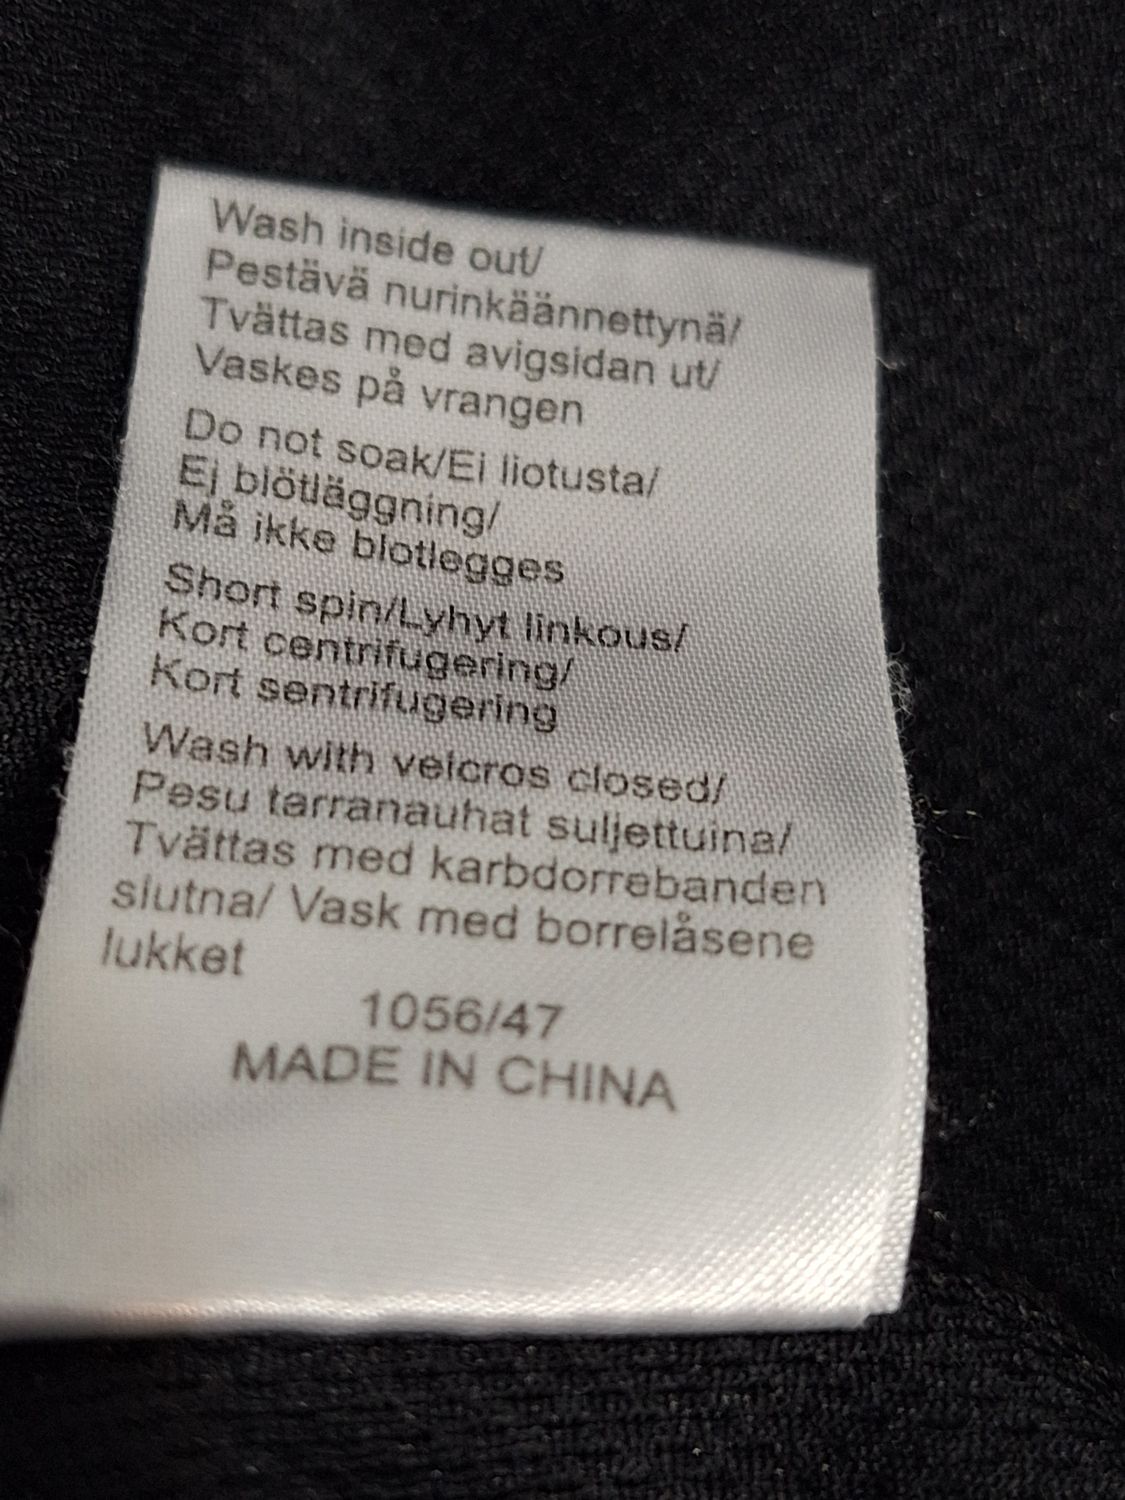 Wash inside out/
Pestävä nurinkäännettynä/
Tvättas med avigsidan ut/
Vaskes på vrangen
Do not soak/Ei liotusta/
Ej blötläggning/
Må ikke blotlegges
Short spin/Lyhyt linkous/
Kort centrifugering/
Kort sentrifugering
Wash with velcros closed/
Pesu tarranauhat suljettuina/
Tvättas med karbdorrebanden
slutna/ Vask med borrelåsene
lukket
1056/47
MADE IN CHINA